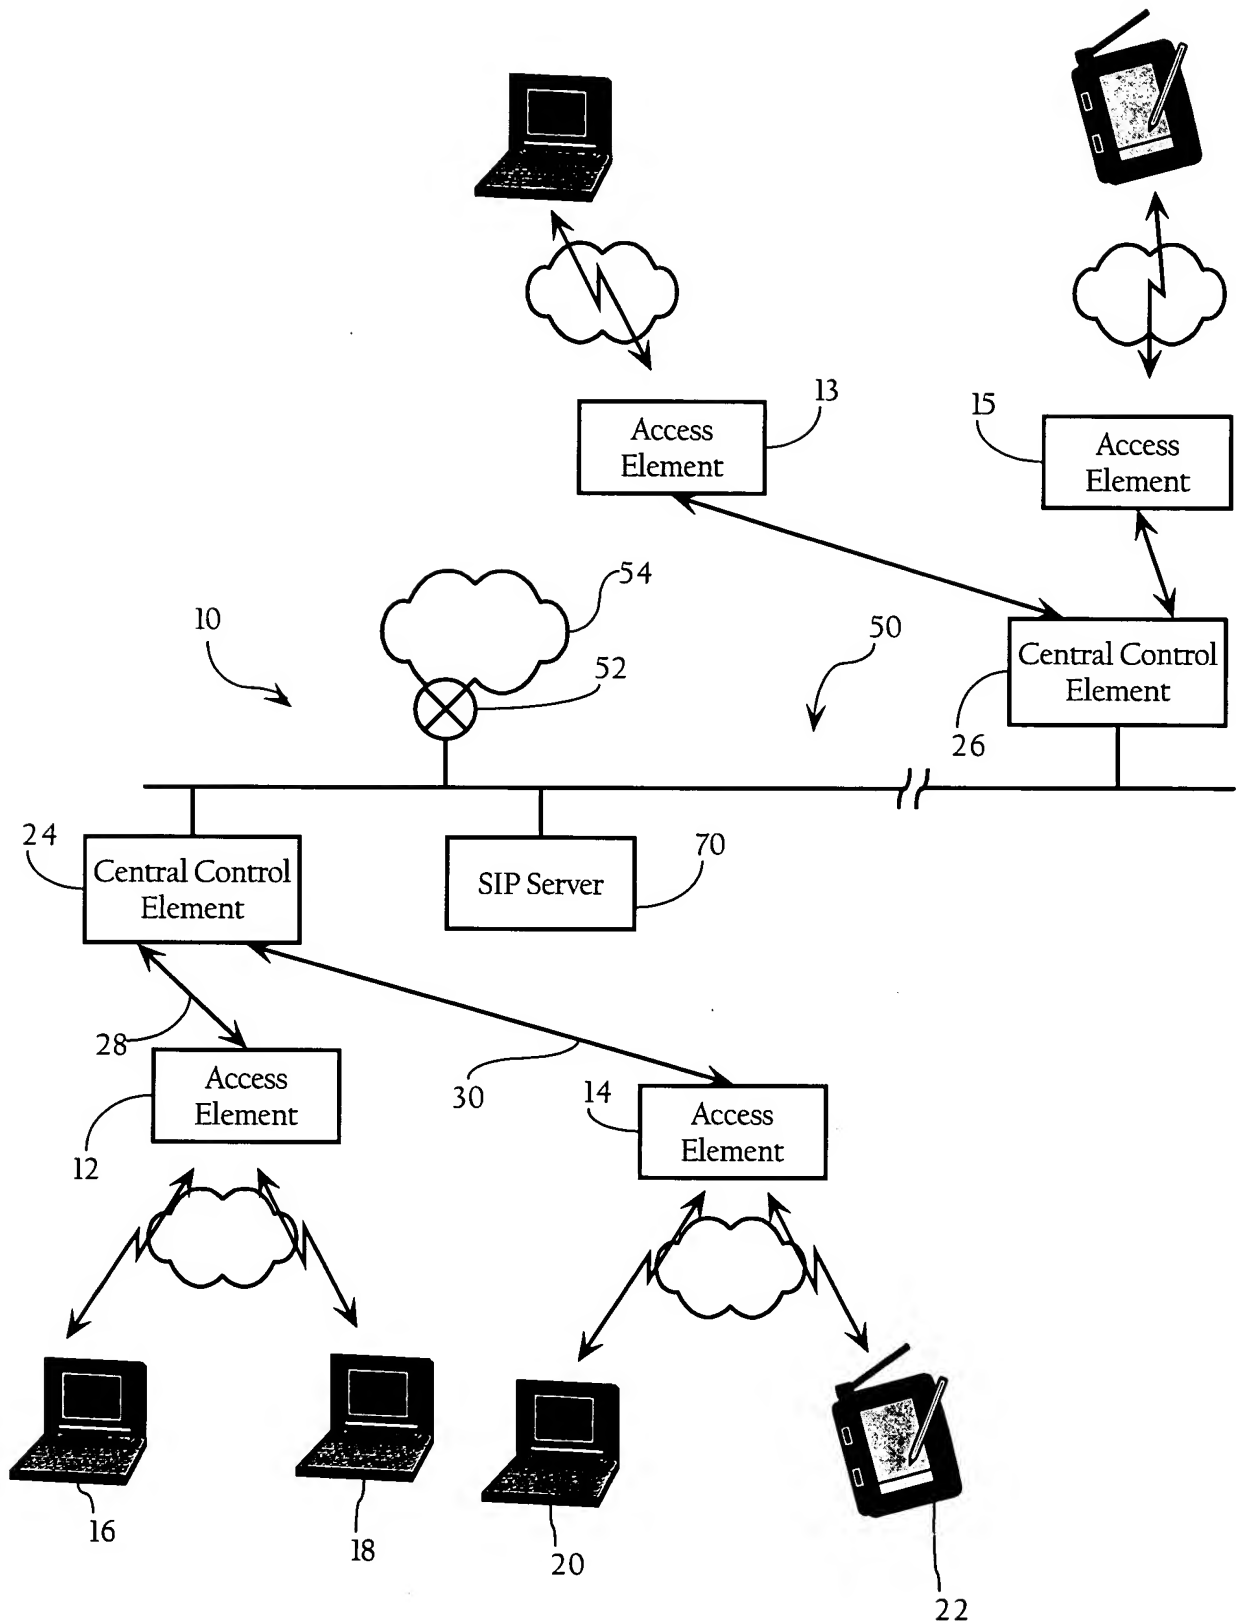 13
15
Access
Element
Access
Element
54
10
50
52
Central Control
Element
26
24
70
Central Control
Element
SIP Server
28
30
14
Access
Element
Access
Element
12
16
18
20
22